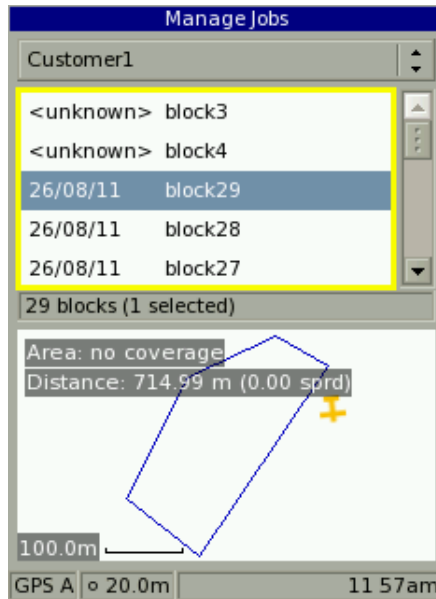 Manage Jobs
Customer1
<unknown> block3
<unknown> block4
26/08/11 block29
26/08/11 block28
26/08/11 block27
29 blocks (1 selected)
Area: no coverage
Distance: 714.99 m (0.00 sprd)
100.0m
GPS A 20.0m 11 57am